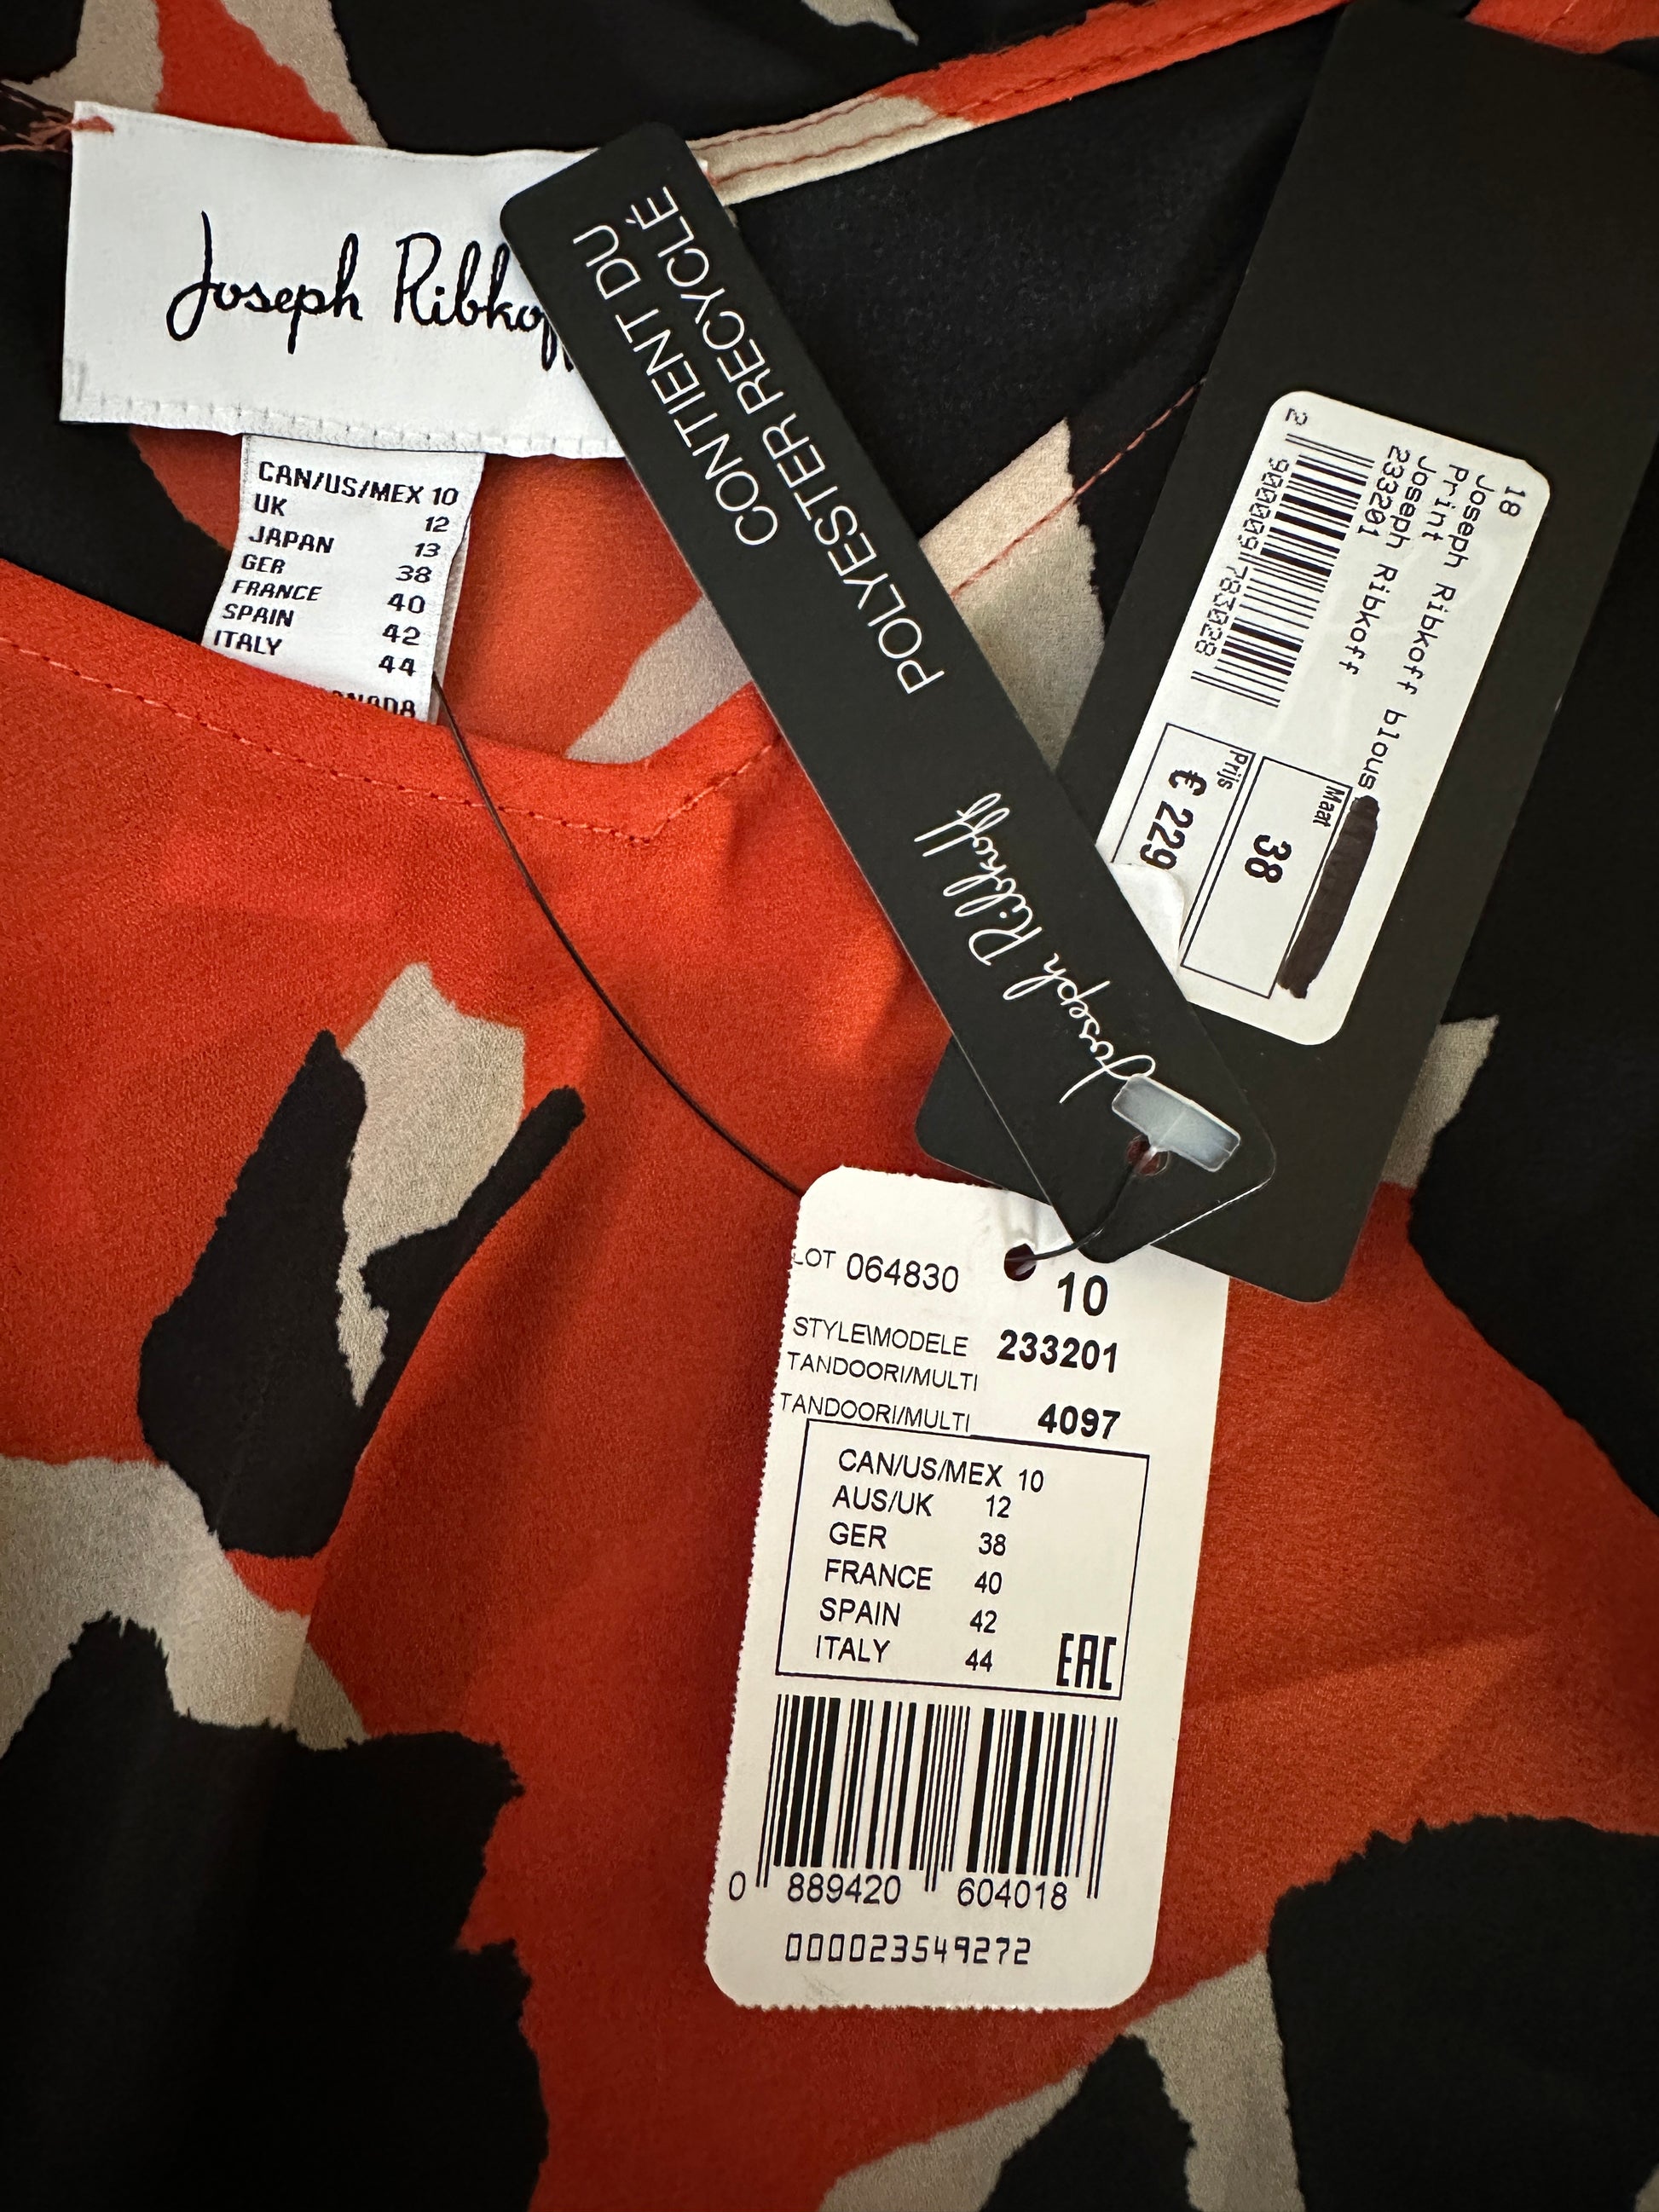 Joseph Ribkoff
CAN/US/MEX 10
UK 12
JAPAN 13
GER 38
FRANCE 40
SPAIN 42
ITALY 44
CONTIENT DU
POLYESTER RECYCLÉ
Joseph Ribkoff
18
Joseph Ribkoff blous
Print
Joseph Ribkoff
233201
2 900009 783028
Maat
38
Prijs
€ 229
LOT 064830 10
STYLE\MODELE 233201
TANDOORI/MULTI
TANDOORI/MULTI 4097
CAN/US/MEX 10
AUS/UK 12
GER 38
FRANCE 40
SPAIN 42
ITALY 44
EAC
0 889420 604018
000023549272